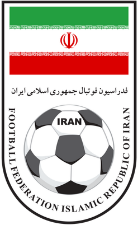 فدراسیون فوتبال جمهوری اسلامی ایران
IRAN
FOOTBALL FEDERATION ISLAMIC REPUBLIC OF IRAN